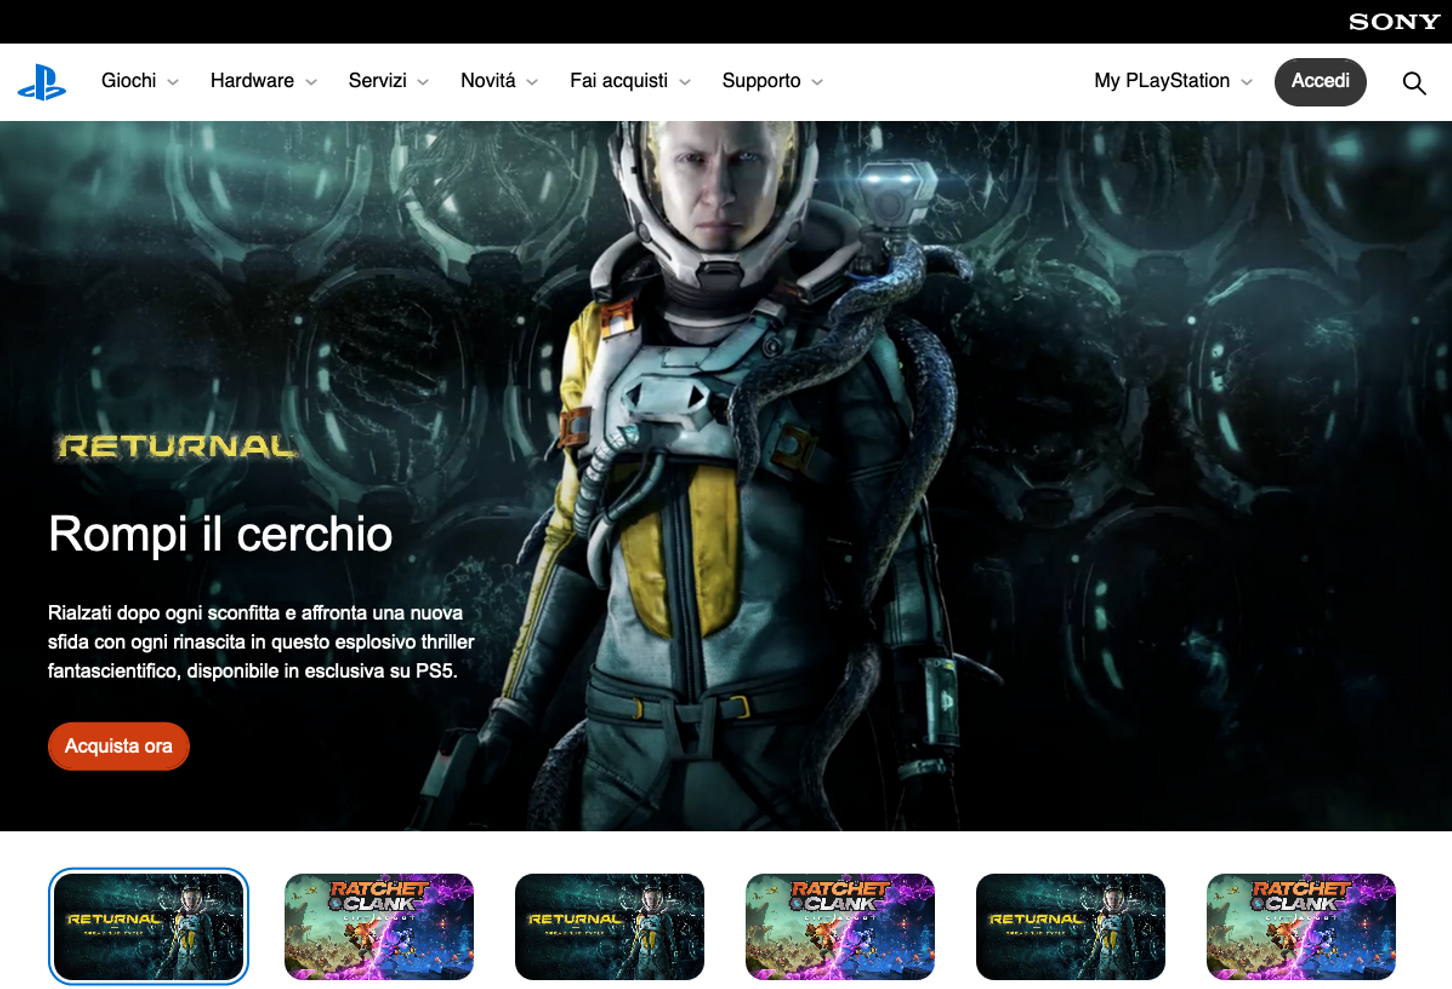 SONY
Giochi Hardware Servizi Novitá Fai acquisti Supporto My PLayStation Accedi
RETURNAL
Rompi il cerchio
Rialzati dopo ogni sconfitta e affronta una nuova
sfida con ogni rinascita in questo esplosivo thriller
fantascientifico, disponibile in esclusiva su PS5.
Acquista ora
RETURNAL
RATCHET
CLANK
RETURNAL
RATCHET
CLANK
RETURNAL
RATCHET
CLANK